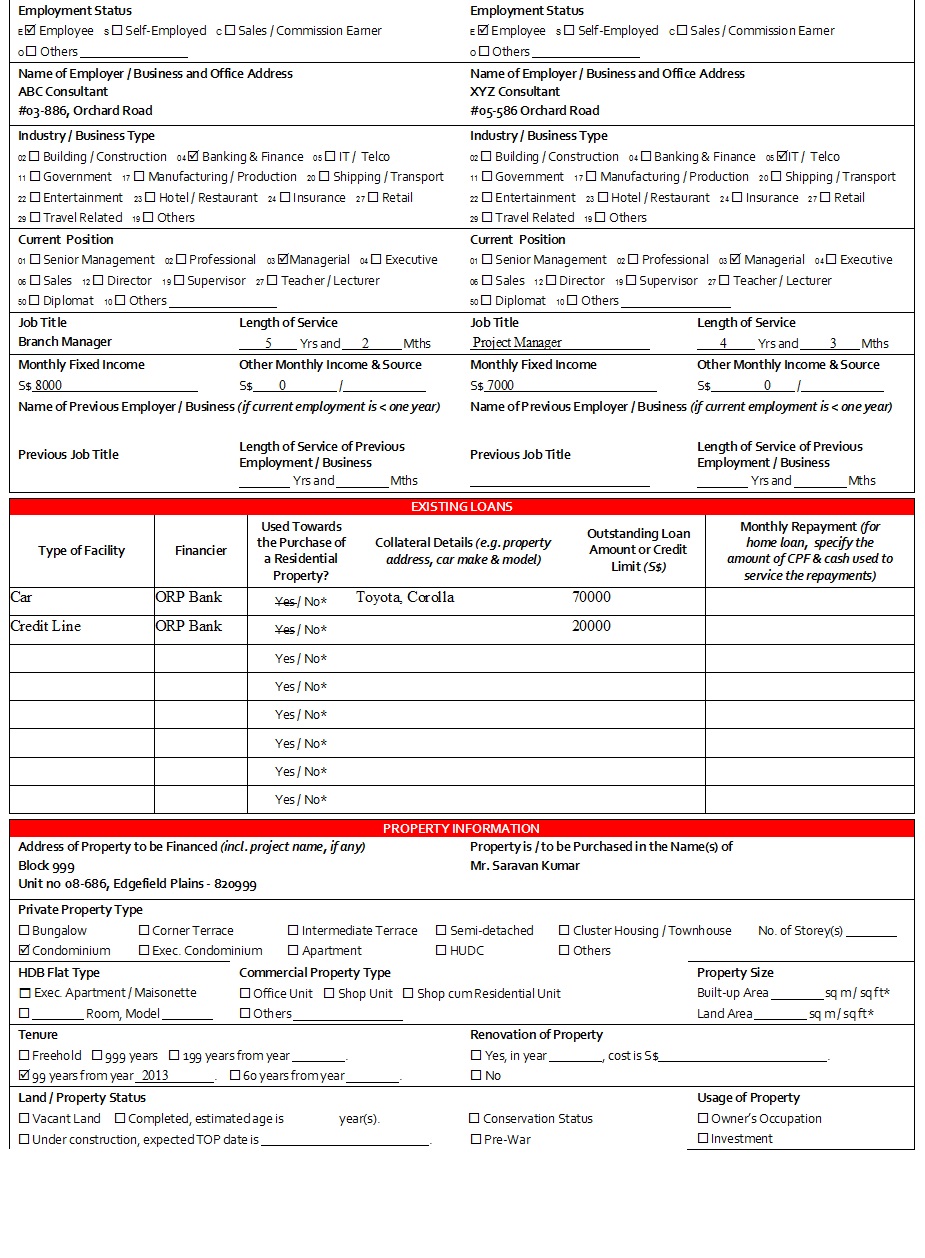 Employment Status Employment Status
E ☑ Employee S ☐ Self-Employed C ☐ Sales / Commission Earner E ☑ Employee S ☐ Self-Employed C ☐ Sales / Commission Earner
O ☐ Others ________________ O ☐ Others ________________
Name of Employer / Business and Office Address Name of Employer / Business and Office Address
ABC Consultant XYZ Consultant
#03-886, Orchard Road #05-586 Orchard Road
Industry / Business Type Industry / Business Type
02 ☐ Building / Construction 04 ☑ Banking & Finance 05 ☐ IT / Telco 02 ☐ Building / Construction 04 ☐ Banking & Finance 05 ☑ IT / Telco
11 ☐ Government 17 ☐ Manufacturing / Production 20 ☐ Shipping / Transport 11 ☐ Government 17 ☐ Manufacturing / Production 20 ☐ Shipping / Transport
22 ☐ Entertainment 23 ☐ Hotel / Restaurant 24 ☐ Insurance 27 ☐ Retail 22 ☐ Entertainment 23 ☐ Hotel / Restaurant 24 ☐ Insurance 27 ☐ Retail
29 ☐ Travel Related 19 ☐ Others 29 ☐ Travel Related 19 ☐ Others
Current Position Current Position
01 ☐ Senior Management 02 ☐ Professional 03 ☑ Managerial 04 ☐ Executive 01 ☐ Senior Management 02 ☐ Professional 03 ☑ Managerial 04 ☐ Executive
06 ☐ Sales 12 ☐ Director 19 ☐ Supervisor 27 ☐ Teacher / Lecturer 06 ☐ Sales 12 ☐ Director 19 ☐ Supervisor 27 ☐ Teacher / Lecturer
50 ☐ Diplomat 10 ☐ Others ________________ 50 ☐ Diplomat 10 ☐ Others ________________
Job Title Length of Service Job Title Length of Service
Branch Manager 5 Yrs and 2 Mths Project Manager 4 Yrs and 3 Mths
Monthly Fixed Income Other Monthly Income & Source Monthly Fixed Income Other Monthly Income & Source
S$ 8000 S$ 0 / S$ 7000 S$ 0 /
Name of Previous Employer / Business (if current employment is < one year) Name of Previous Employer / Business (if current employment is < one year)
Previous Job Title Length of Service of Previous Employment / Business Previous Job Title Length of Service of Previous Employment / Business
_______ Yrs and _______ Mths _______ Yrs and _______ Mths
EXISTING LOANS
Type of Facility Financier Used Towards the Purchase of a Residential Property? Collateral Details (e.g. property address, car make & model) Outstanding Loan Amount or Credit Limit (S$) Monthly Repayment (for home loan, specify the amount of CPF & cash used to service the repayments)
Car ORP Bank Yes / No* Toyota, Corolla 70000
Credit Line ORP Bank Yes / No* 20000
Yes / No*
Yes / No*
Yes / No*
Yes / No*
Yes / No*
Yes / No*
PROPERTY INFORMATION
Address of Property to be Financed (incl. project name, if any) Property is / to be Purchased in the Name(s) of
Block 999 Mr. Saravan Kumar
Unit no 08-686, Edgefield Plains - 820999
Private Property Type
☐ Bungalow ☐ Corner Terrace ☐ Intermediate Terrace ☐ Semi-detached ☐ Cluster Housing / Townhouse No. of Storey(s) _______
☑ Condominium ☐ Exec. Condominium ☐ Apartment ☐ HUDC ☐ Others
HDB Flat Type Commercial Property Type Property Size
☐ Exec. Apartment / Maisonette ☐ Office Unit ☐ Shop Unit ☐ Shop cum Residential Unit Built-up Area _______ sq m / sq ft*
☐ _______ Room, Model _______ ☐ Others ________________ Land Area _______ sq m / sq ft*
Tenure Renovation of Property
☐ Freehold ☐ 999 years ☐ 199 years from year _______. ☐ Yes, in year _______, cost is S$________________.
☑ 99 years from year 2013. ☐ 60 years from year _______. ☐ No
Land / Property Status Usage of Property
☐ Vacant Land ☐ Completed, estimated age is year(s). ☐ Conservation Status ☐ Owner's Occupation
☐ Under construction, expected TOP date is ________________. ☐ Pre-War ☐ Investment